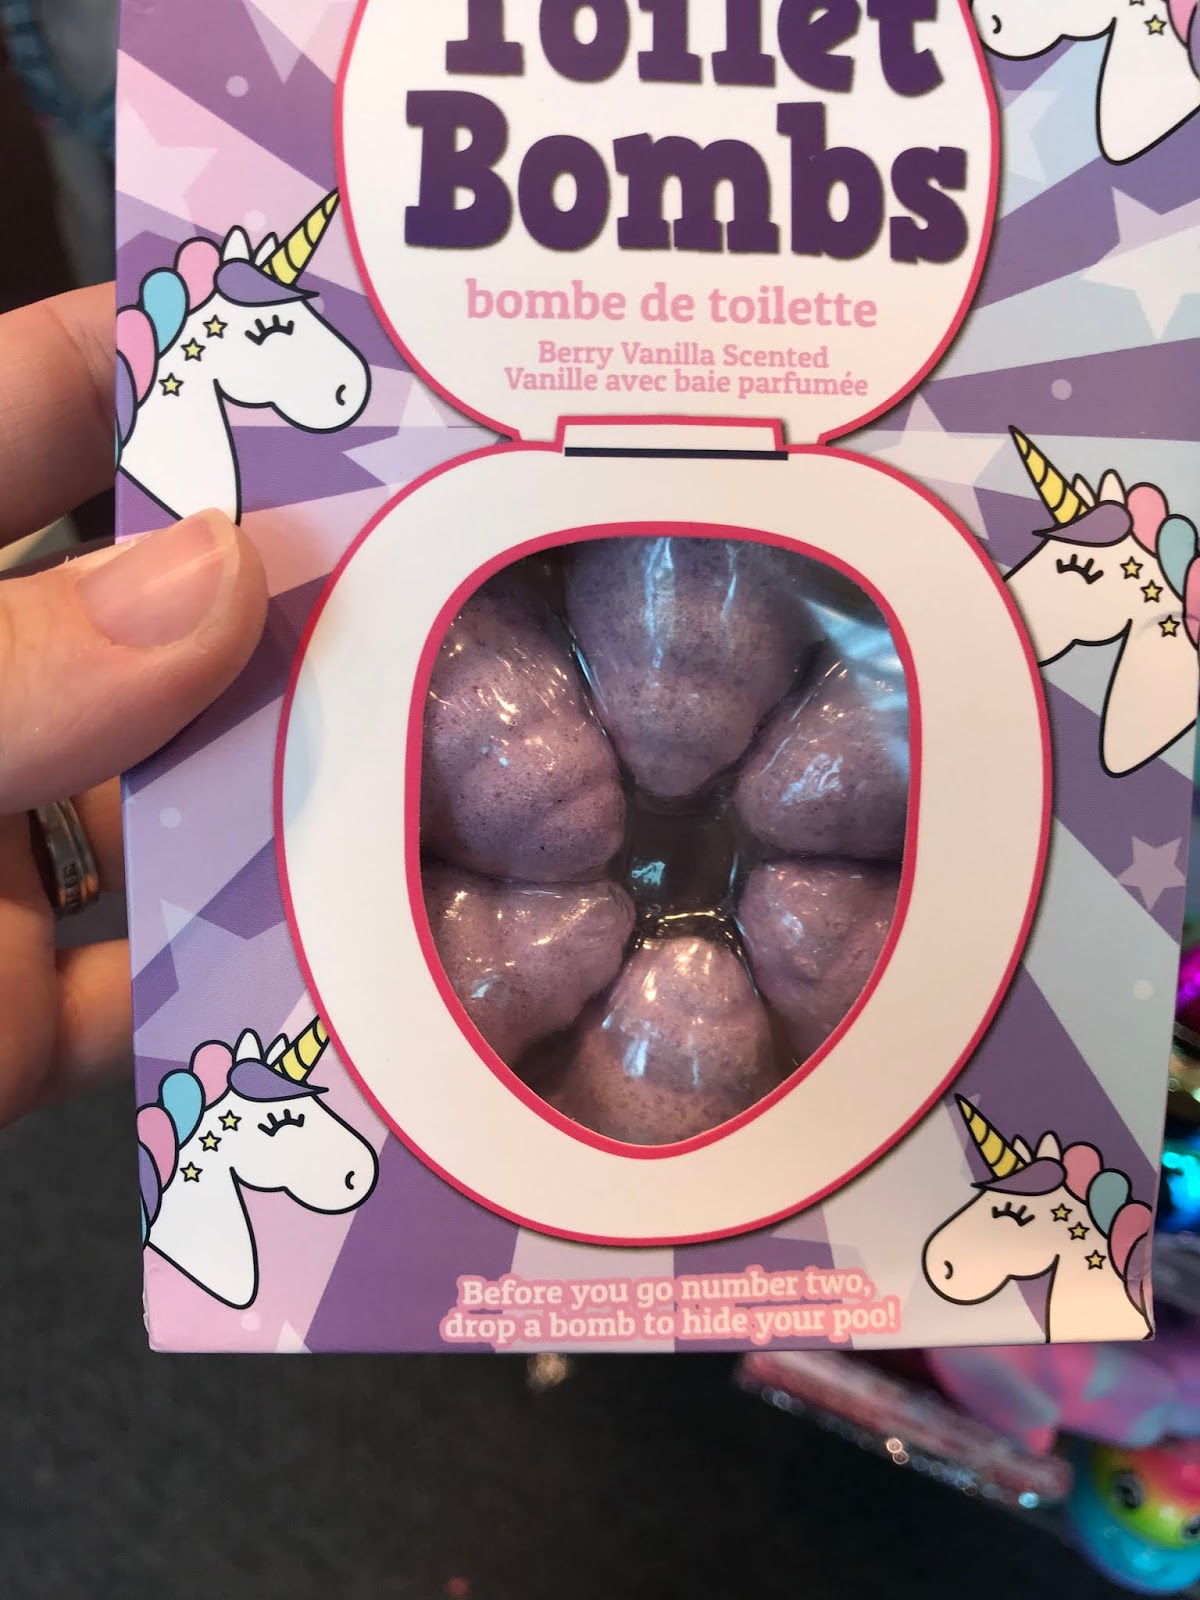 Toilet
Bombs
bombe de toilette
Berry Vanilla Scented
Vanille avec baie parfumée
Before you go number two,
drop a bomb to hide your poo!